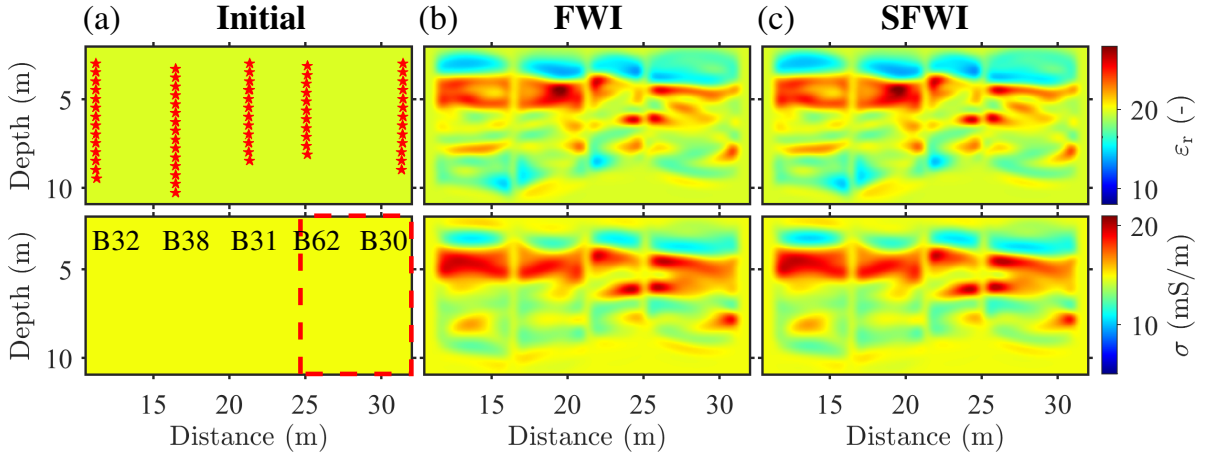 (a) Initial (b) FWI (c) SFWI
Depth (m)
5
10
20
10
εr (-)
B32 B38 B31 B62 B30
Depth (m)
5
10
20
10
σ (mS/m)
15 20 25 30 15 20 25 30 15 20 25 30
Distance (m) Distance (m) Distance (m)